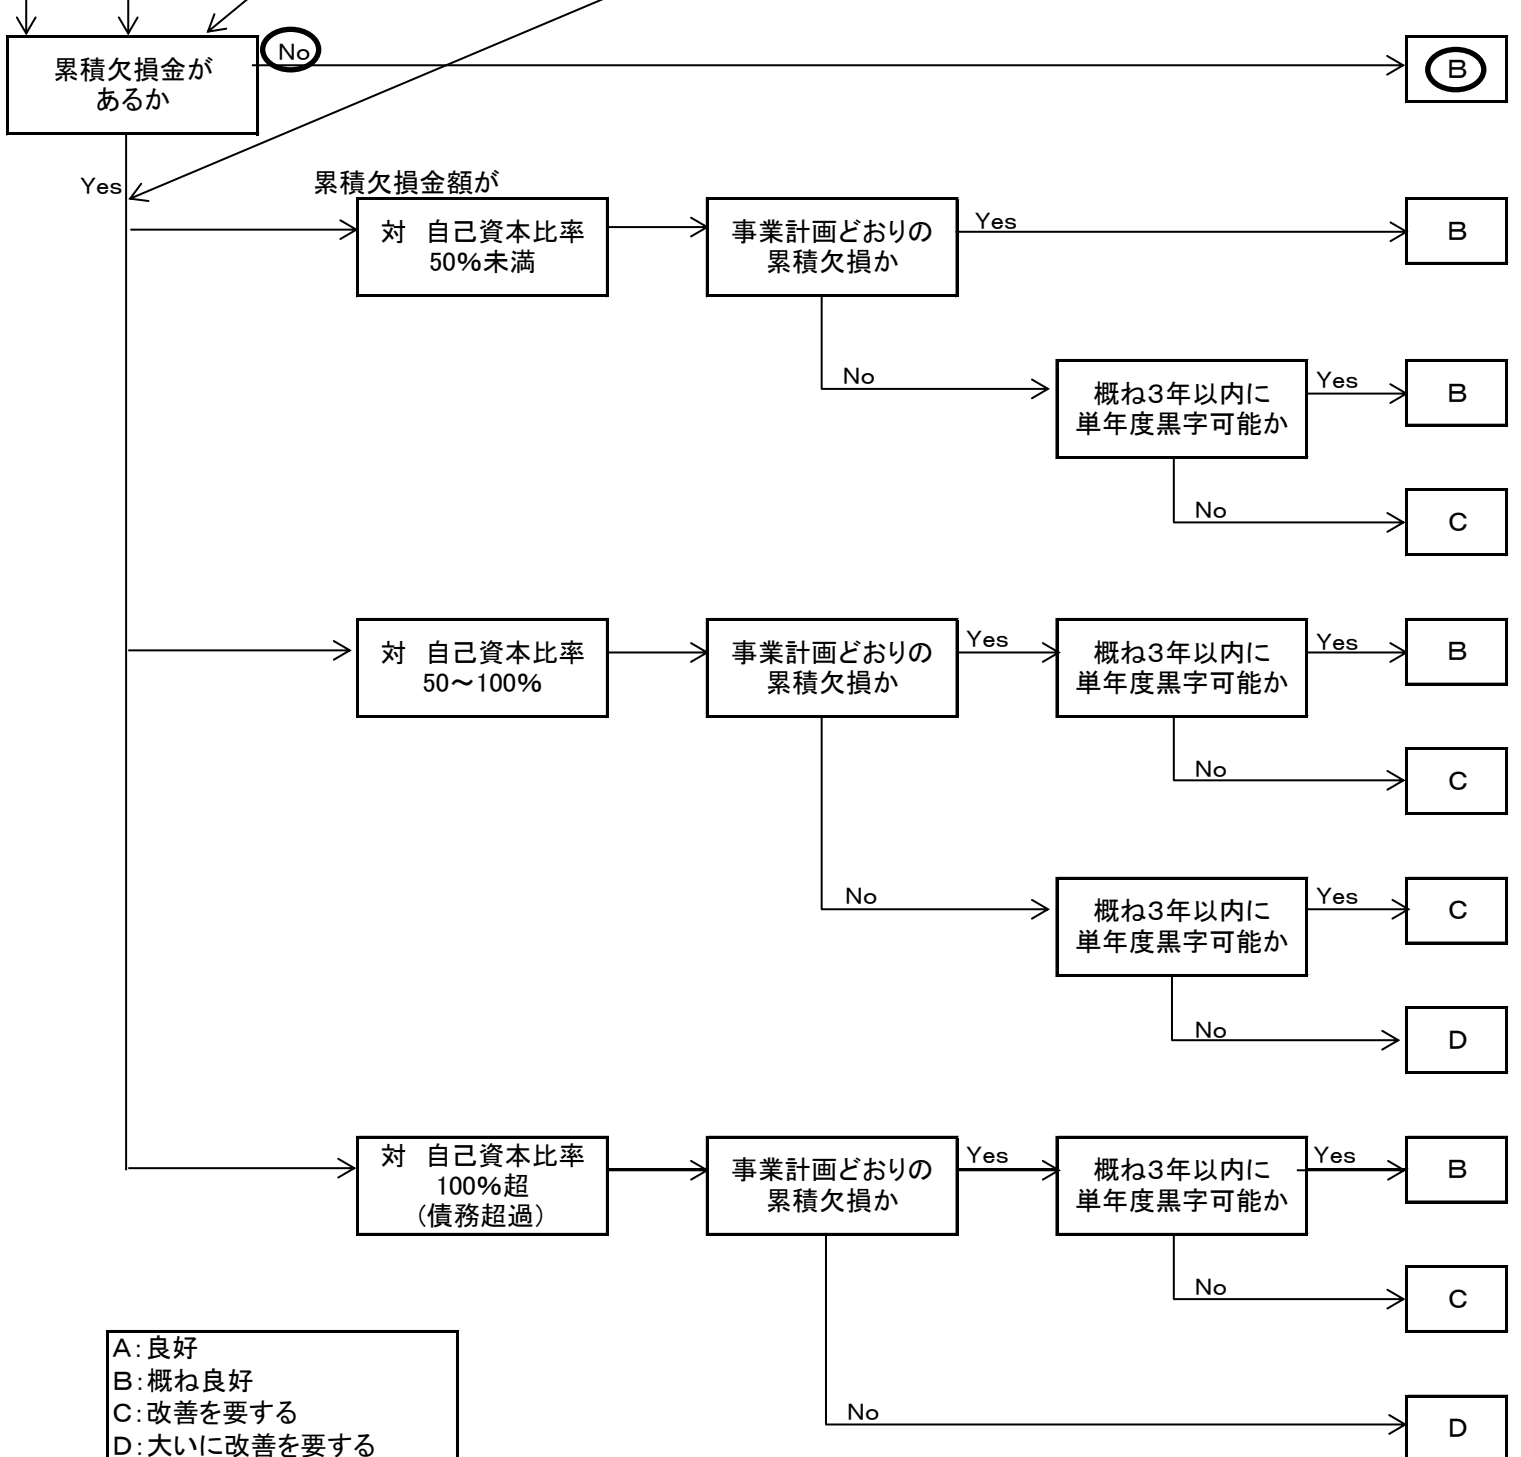 No
累積欠損金が
あるか
B
Yes
累積欠損金額が
対　自己資本比率
50%未満
事業計画どおりの
累積欠損か
Yes
B
No
概ね3年以内に
単年度黒字可能か
Yes
B
No
C
対　自己資本比率
50～100%
事業計画どおりの
累積欠損か
Yes
概ね3年以内に
単年度黒字可能か
Yes
B
No
C
No
概ね3年以内に
単年度黒字可能か
Yes
C
No
D
対　自己資本比率
100%超
(債務超過)
事業計画どおりの
累積欠損か
Yes
概ね3年以内に
単年度黒字可能か
Yes
B
No
C
No
D
A:良好
B:概ね良好
C:改善を要する
D:大いに改善を要する